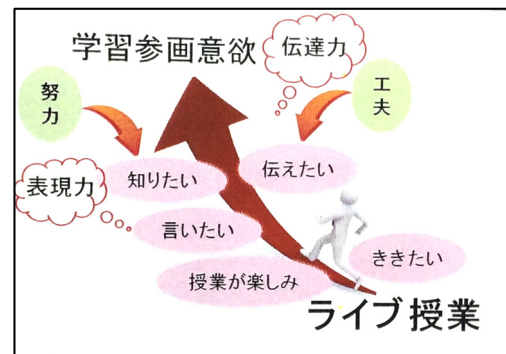 学習参画意欲
伝達力
努力
工夫
表現力
知りたい
伝えたい
言いたい
ききたい
授業が楽しみ
ライブ授業